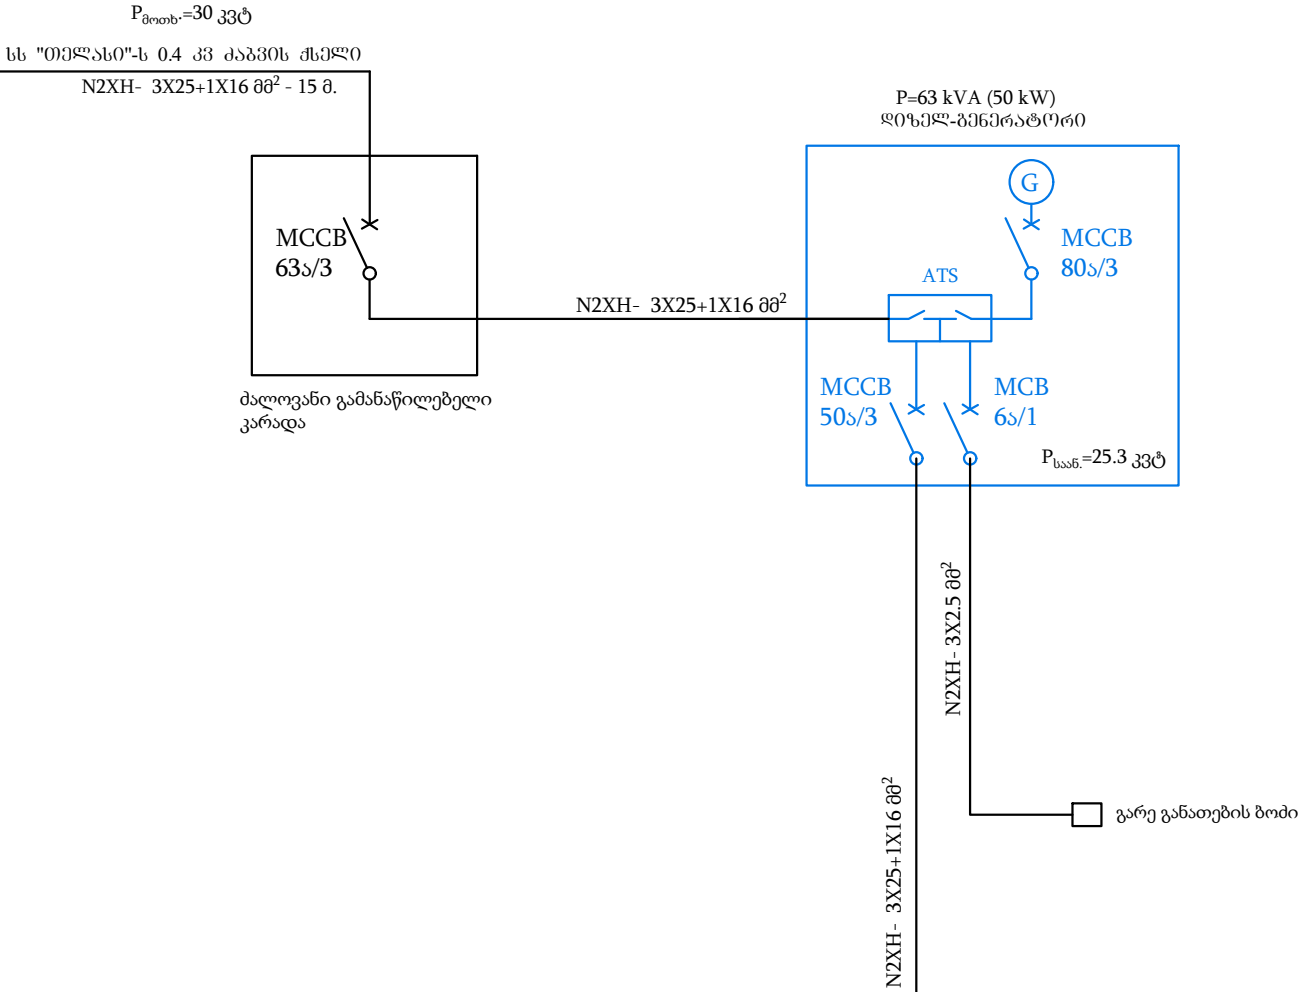 Pმოთხ.=30 კვტ
სს "თელასი"-ს 0.4 კვ ძაბვის ქსელი
N2XH- 3X25+1X16 მმ² - 15 მ.
P=63 kVA (50 kW)
დიზელ-გენერატორი
G
MCCB
63ა/3
MCCB
80ა/3
ATS
N2XH- 3X25+1X16 მმ²
MCCB
50ა/3
MCB
6ა/1
ძალოვანი გამანაწილებელი
კარადა
Pსაან.=25.3 კვტ
N2XH- 3X2.5 მმ²
გარე განათების ბოძი
N2XH- 3X25+1X16 მმ²